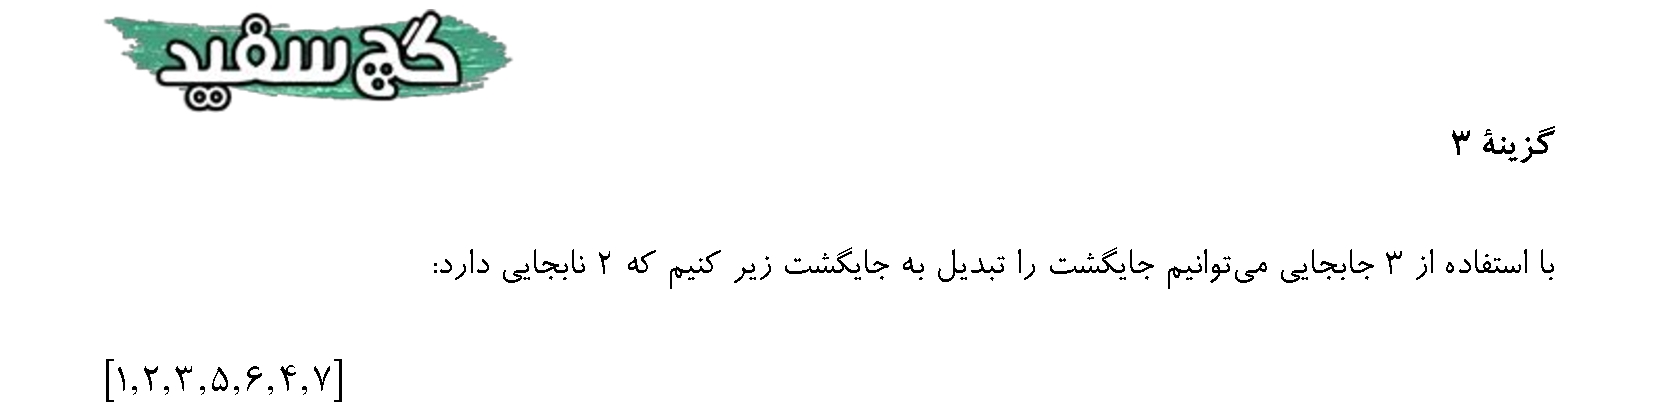 گچ سفید
گزینهٔ ۳
با استفاده از ۳ جابجایی می‌توانیم جایگشت را تبدیل به جایگشت زیر کنیم که ۲ نابجایی دارد:
[۱,۲,۳,۵,۶,۴,۷]